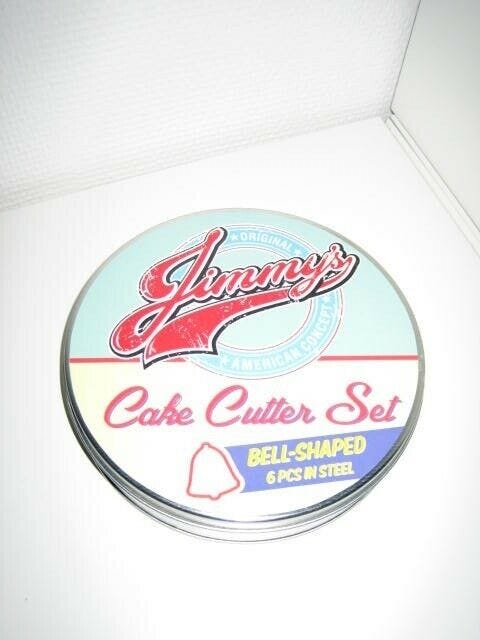 ★ ORIGINAL ★
Jimmy's
★ AMERICAN CONCEPT ★
Cake Cutter Set
BELL-SHAPED
6 PCS IN STEEL